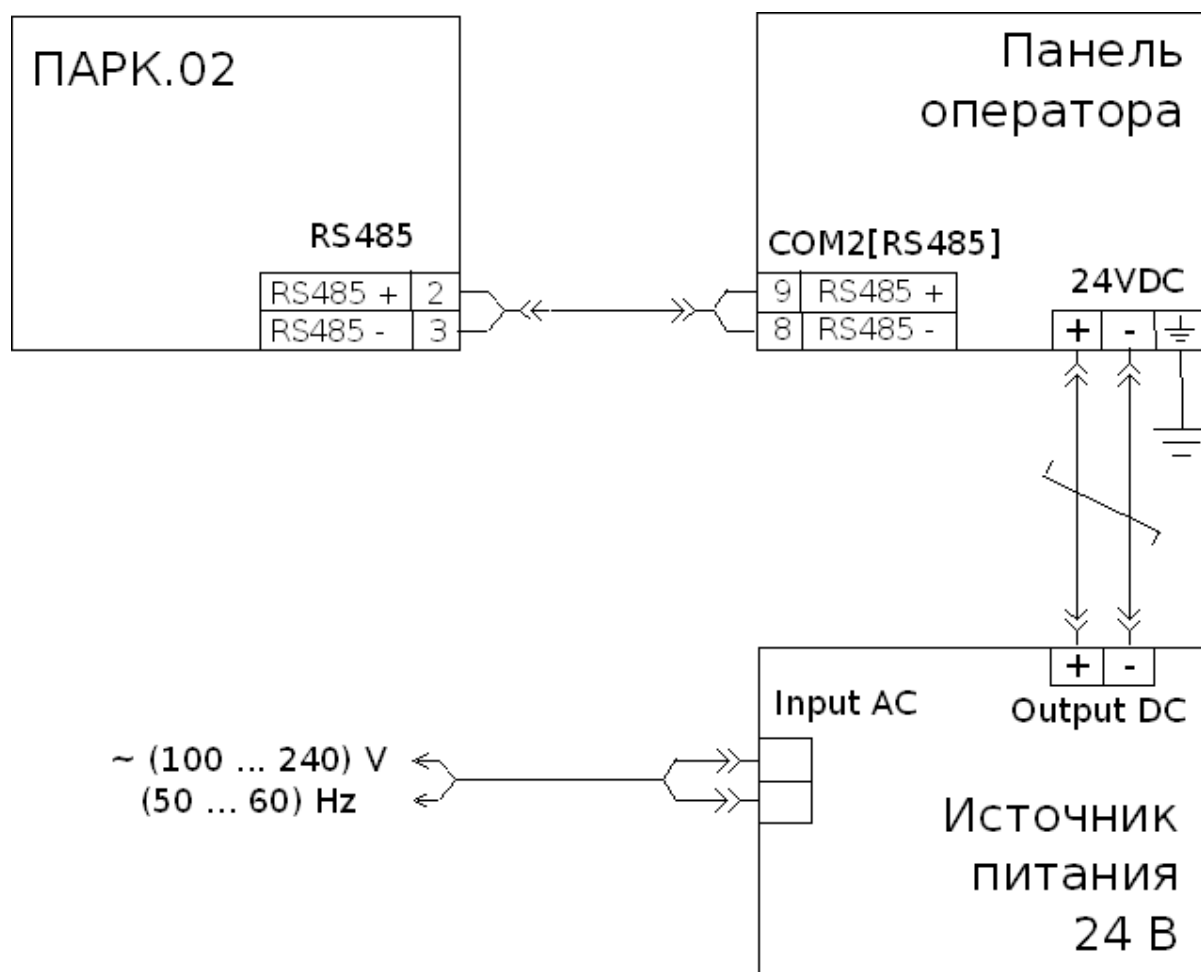 ПАРК.02
RS485
RS485 + 2
RS485 - 3
Панель
оператора
COM2[RS485]
9 RS485 +
8 RS485 -
24VDC
+ -
+ -
Output DC
Input AC
~ (100 ... 240) V
(50 ... 60) Hz
Источник
питания
24 В